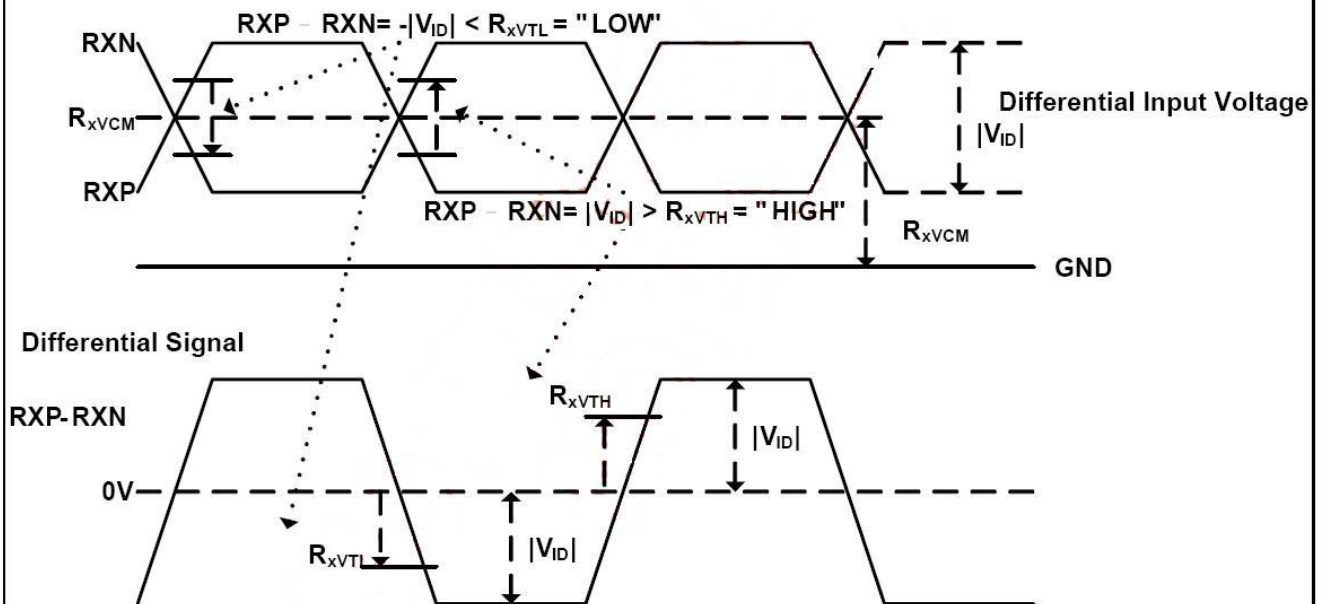 RXP - RXN= -|VID| < RxVTL = "LOW"
RXN
RxVCM
Differential Input Voltage
|VID|
RXP
RXP - RXN= |VID| > RxVTH = "HIGH"
RxVCM
GND
Differential Signal
RxVTH
RXP-RXN
|VID|
0V
RxVTL
|VID|